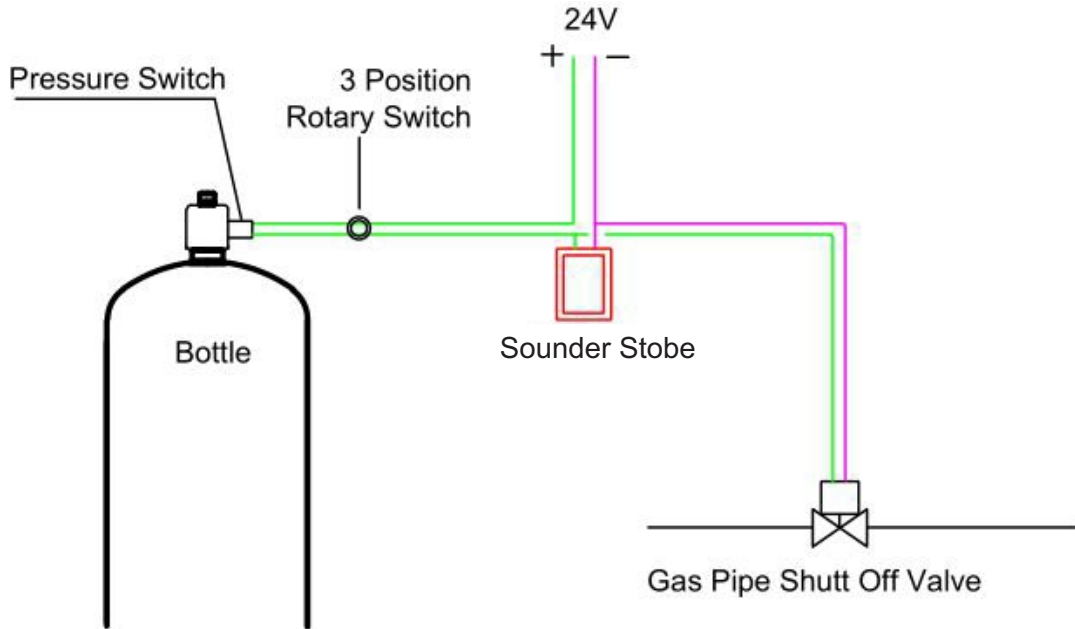 24V
+ −
Pressure Switch
3 Position
Rotary Switch
Bottle
Sounder Stobe
Gas Pipe Shutt Off Valve